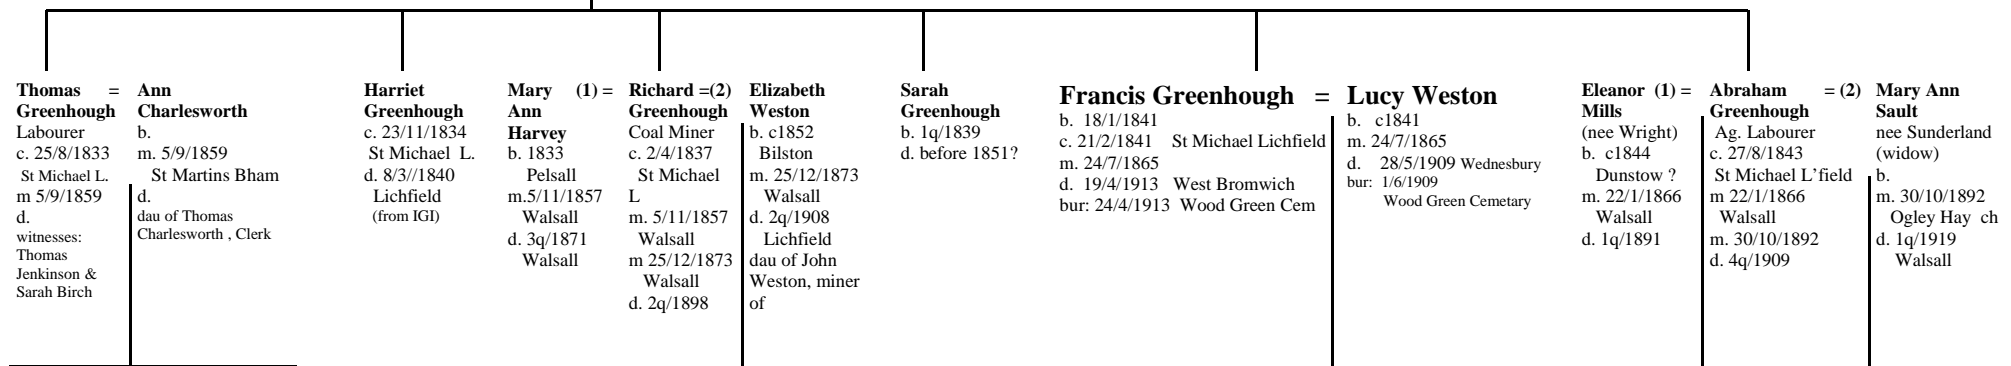 Thomas =
Greenhough
Labourer
c. 25/8/1833
St Michael L.
m 5/9/1859
d.
witnesses:
Thomas
Jenkinson &
Sarah Birch
Ann
Charlesworth
b.
m. 5/9/1859
St Martins Bham
d.
dau of Thomas
Charlesworth , Clerk
Harriet
Greenhough
c. 23/11/1834
St Michael L.
d. 8/3//1840
Lichfield
(from IGI)
Mary (1) =
Ann
Harvey
b. 1833
Pelsall
m.5/11/1857
Walsall
d. 3q/1871
Walsall
Richard =(2)
Greenhough
Coal Miner
c. 2/4/1837
St Michael
L
m. 5/11/1857
Walsall
m 25/12/1873
Walsall
d. 2q/1898
Elizabeth
Weston
b. c1852
Bilston
m. 25/12/1873
Walsall
d. 2q/1908
Lichfield
dau of John
Weston, miner
of
Sarah
Greenhough
b. 1q/1839
d. before 1851?
Francis Greenhough =
b. 18/1/1841
c. 21/2/1841 St Michael Lichfield
m. 24/7/1865
d. 19/4/1913 West Bromwich
bur: 24/4/1913 Wood Green Cem
Lucy Weston
b. c1841
m. 24/7/1865
d. 28/5/1909 Wednesbury
bur: 1/6/1909
Wood Green Cemetary
Eleanor (1) =
Mills
(nee Wright)
b. c1844
Dunstow ?
m. 22/1/1866
Walsall
d. 1q/1891
Abraham = (2)
Greenhough
Ag. Labourer
c. 27/8/1843
St Michael L'field
m 22/1/1866
Walsall
m. 30/10/1892
d. 4q/1909
Mary Ann
Sault
nee Sunderland
(widow)
b.
m. 30/10/1892
Ogley Hay ch
d. 1q/1919
Walsall